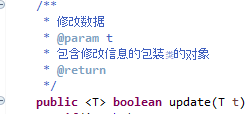 /**
* 修改数据
* @param t
* 包含修改信息的包装类的对象
* @return
*/
public <T> boolean update(T t)